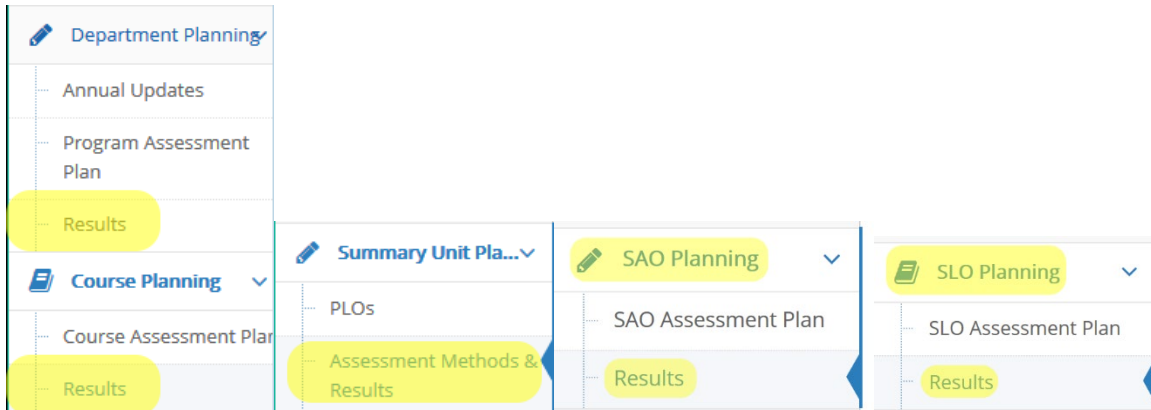 Department Planning
Annual Updates
Program Assessment
Plan
Results
Course Planning
Course Assessment Plan
Results
Summary Unit Pla...
PLOs
Assessment Methods &
Results
SAO Planning
SAO Assessment Plan
Results
SLO Planning
SLO Assessment Plan
Results